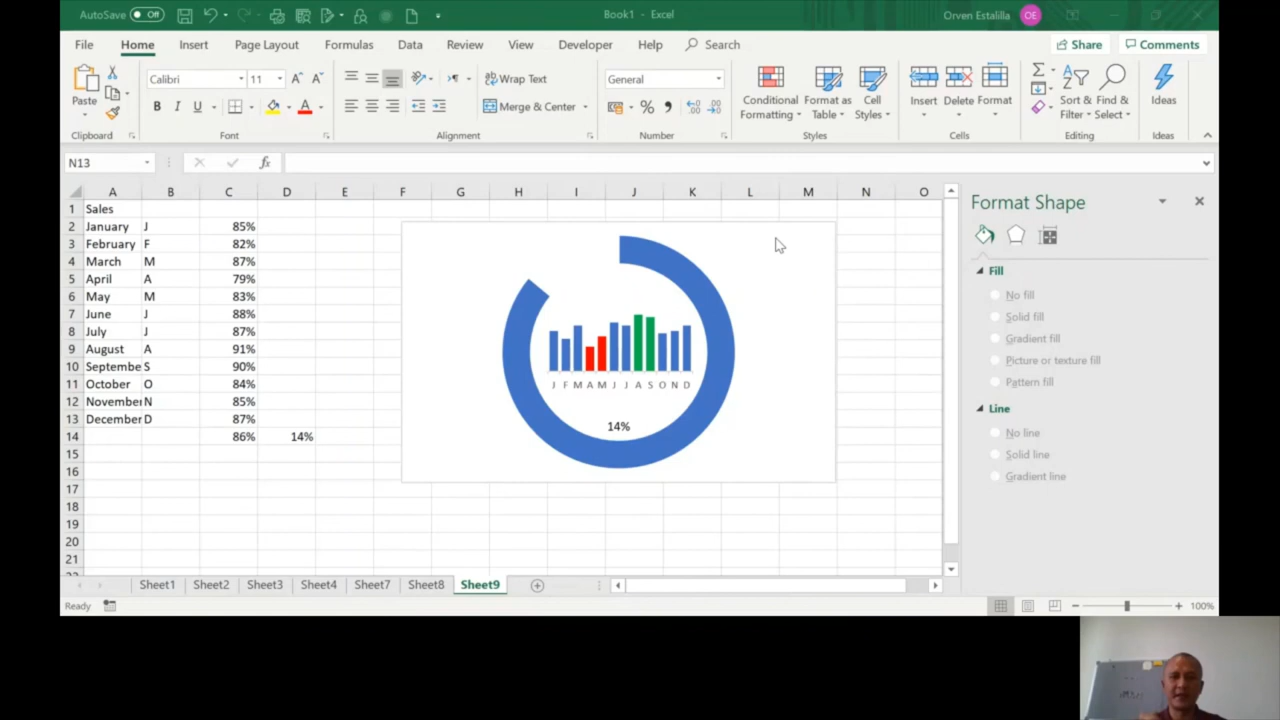 AutoSave Off Book1 - Excel Orven Estalilla OE
File Home Insert Page Layout Formulas Data Review View Developer Help Search Share Comments
Paste Calibri 11 Wrap Text General Conditional Formatting Format as Table Cell Styles Insert Delete Format Sort & Filter Find & Select Ideas
B I U Merge & Center
Clipboard Font Alignment Number Styles Cells Editing Ideas
N13 fx
A B C D E F G H I J K L M N O
1 Sales
2 January J 85%
3 February F 82%
4 March M 87%
5 April A 79%
6 May M 83%
7 June J 88%
8 July J 87%
9 August A 91%
10 Septembe S 90%
11 October O 84%
12 November N 85%
13 December D 87%
14 86% 14%
15
16
17
18
19
20
21
J F M A M J J A S O N D
14%
Format Shape
Fill
No fill
Solid fill
Gradient fill
Picture or texture fill
Pattern fill
Line
No line
Solid line
Gradient line
Sheet1 Sheet2 Sheet3 Sheet4 Sheet7 Sheet8 Sheet9
Ready 100%